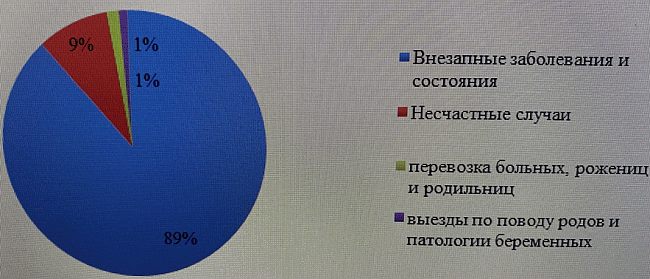 9%
1%
1%
89%
Внезапные заболевания и
состояния
Несчастные случаи
перевозка больных, рожениц
и родильниц
выезды по поводу родов и
патологии беременных